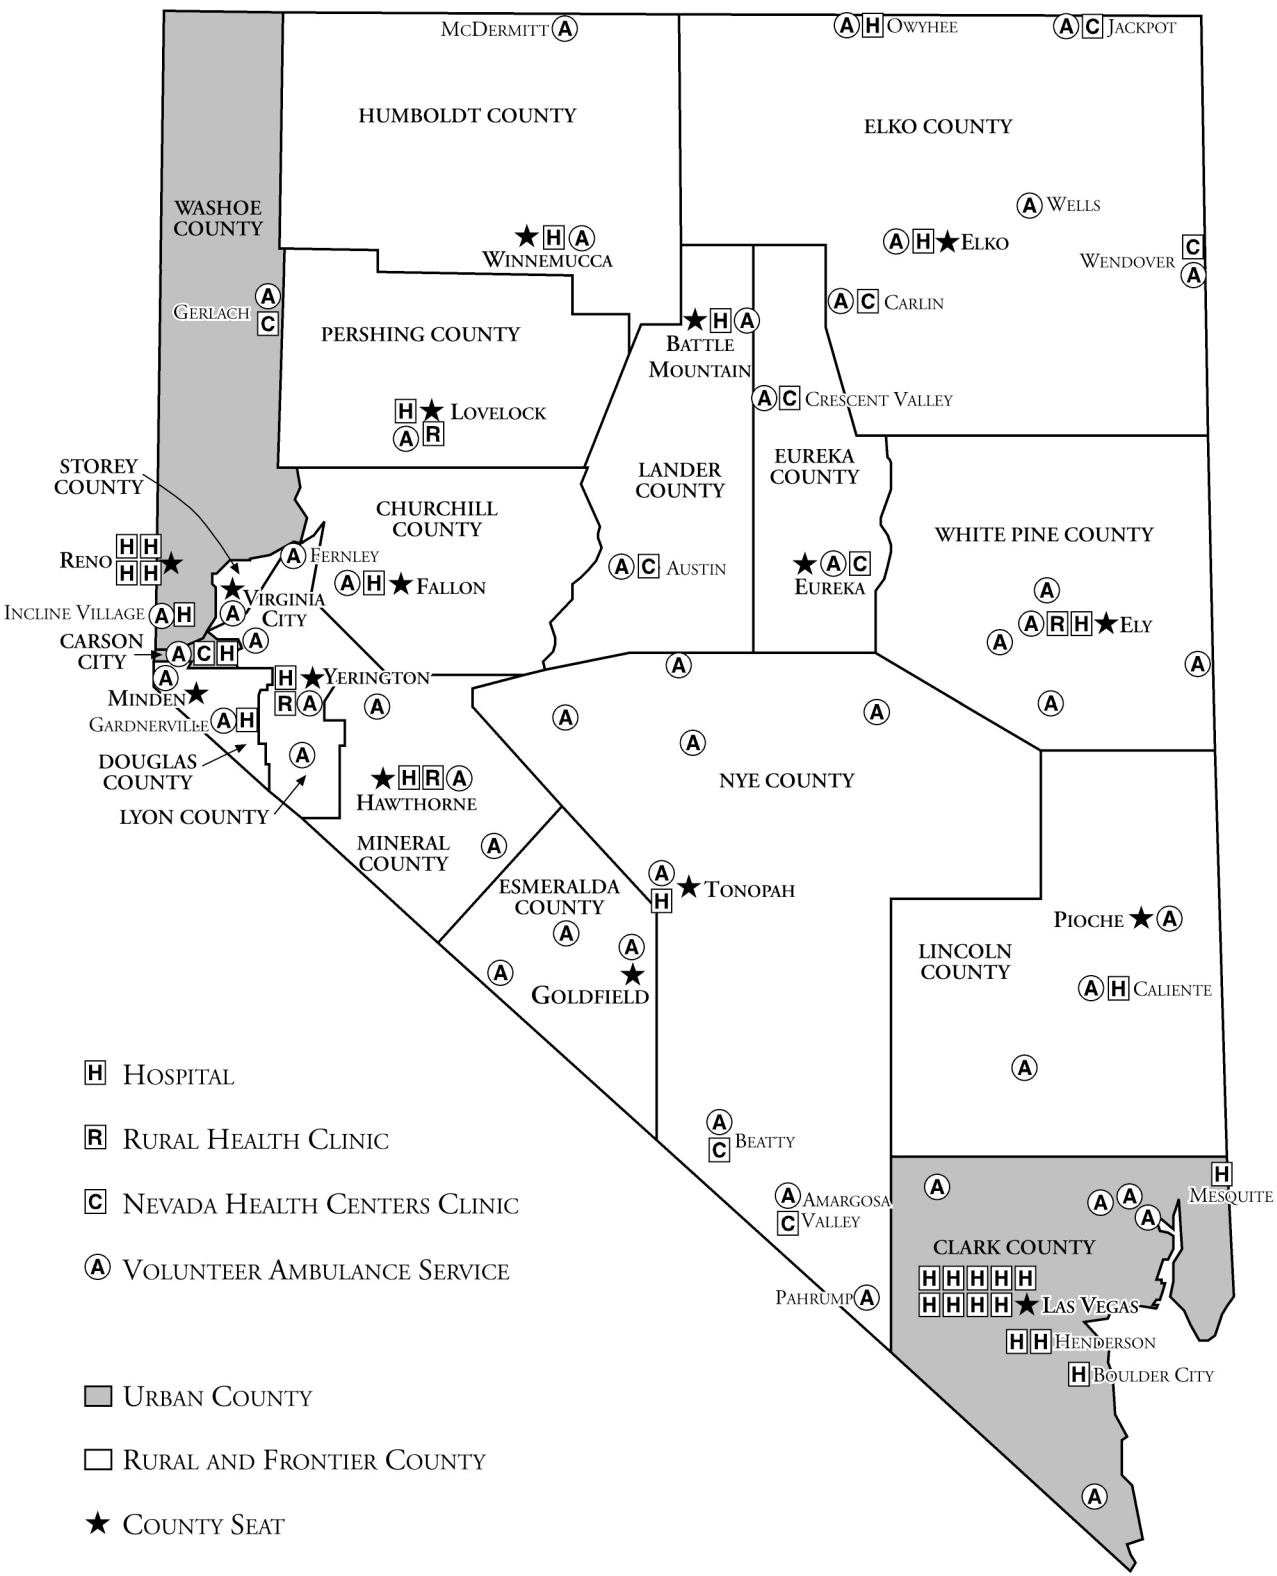 McDermitt A
A H Owyhee
A C Jackpot
HUMBOLDT COUNTY
ELKO COUNTY
WASHOE
COUNTY
A Wells
H A
Winnemucca
A H Elko
C
Wendover
A
Gerlach
A
C
A C Carlin
PERSHING COUNTY
H A
Battle
Mountain
A C Crescent Valley
H Lovelock
A R
STOREY
COUNTY
LANDER
COUNTY
EUREKA
COUNTY
CHURCHILL
COUNTY
WHITE PINE COUNTY
H H
Reno
H H
A Fernley
A H Fallon
A C Austin
A C
Eureka
Virginia
City
A
A
A R H Ely
A
A
A
Incline Village A H
CARSON
CITY
A C H
A
A
Minden
H Yerington
R A
A
Gardnerville A H
DOUGLAS
COUNTY
A
LYON COUNTY
A
A
A
A
NYE COUNTY
H R A
Hawthorne
MINERAL
COUNTY
A
ESMERALDA
COUNTY
A
H
Tonopah
A
A
A
Goldfield
Pioche A
LINCOLN
COUNTY
A H Caliente
A
H Hospital
R Rural Health Clinic
C Nevada Health Centers Clinic
A Volunteer Ambulance Service
A
C
Beatty
A Amargosa
C Valley
Pahrump A
A
A A
A
H
Mesquite
CLARK COUNTY
H H H H H
H H H H Las Vegas
H H Henderson
H Boulder City
A
Urban County
Rural and Frontier County
County Seat